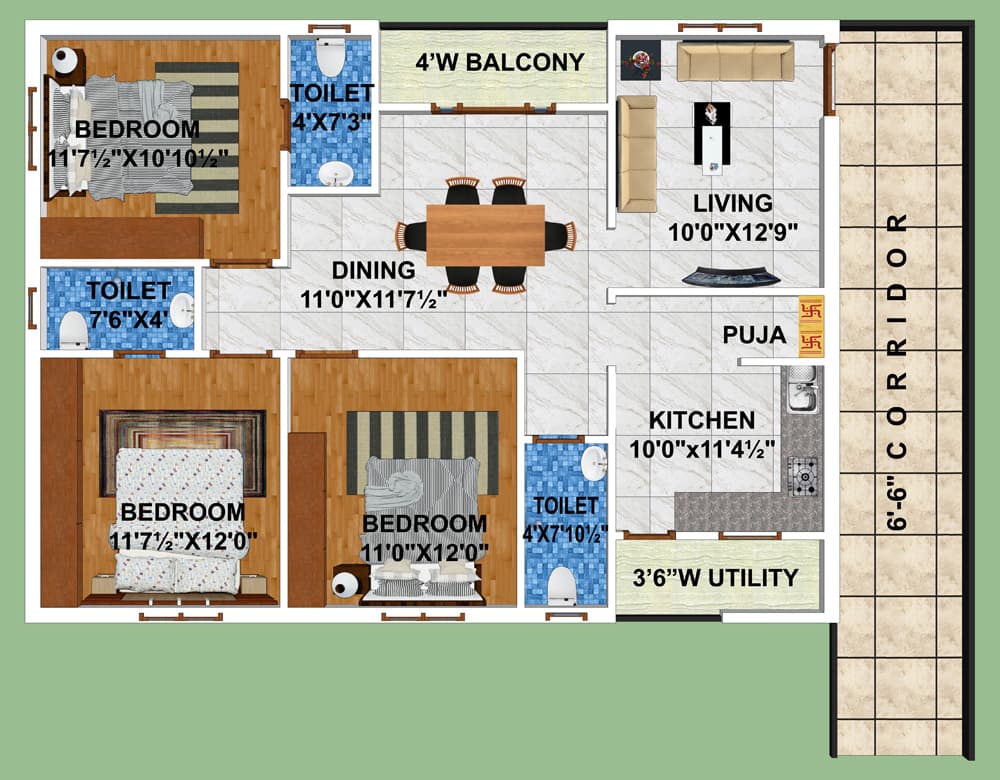 4’W BALCONY
TOILET
4'X7'3"
BEDROOM
11'7½"X10'10½"
LIVING
10'0"X12'9"
DINING
11'0"X11'7½"
TOILET
7'6"X4'
PUJA
6'-6" CORRIDOR
KITCHEN
10'0"x11'4½"
BEDROOM
11'7½"X12'0"
BEDROOM
11'0"X12'0"
TOILET
4'X7'10½"
3’6”W UTILITY